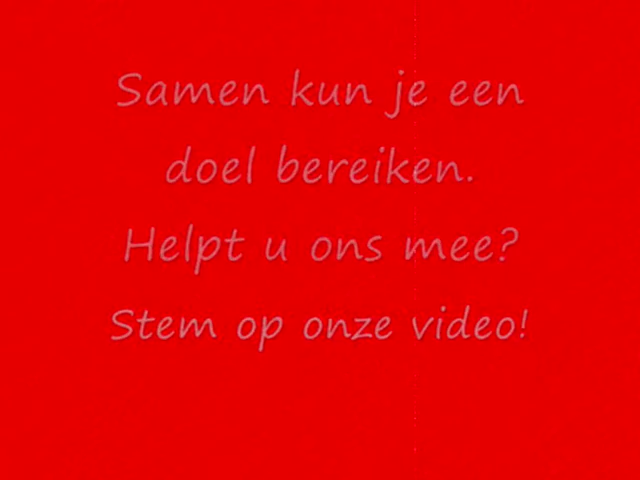 Samen kun je een
doel bereiken.
Helpt u ons mee?
Stem op onze video!